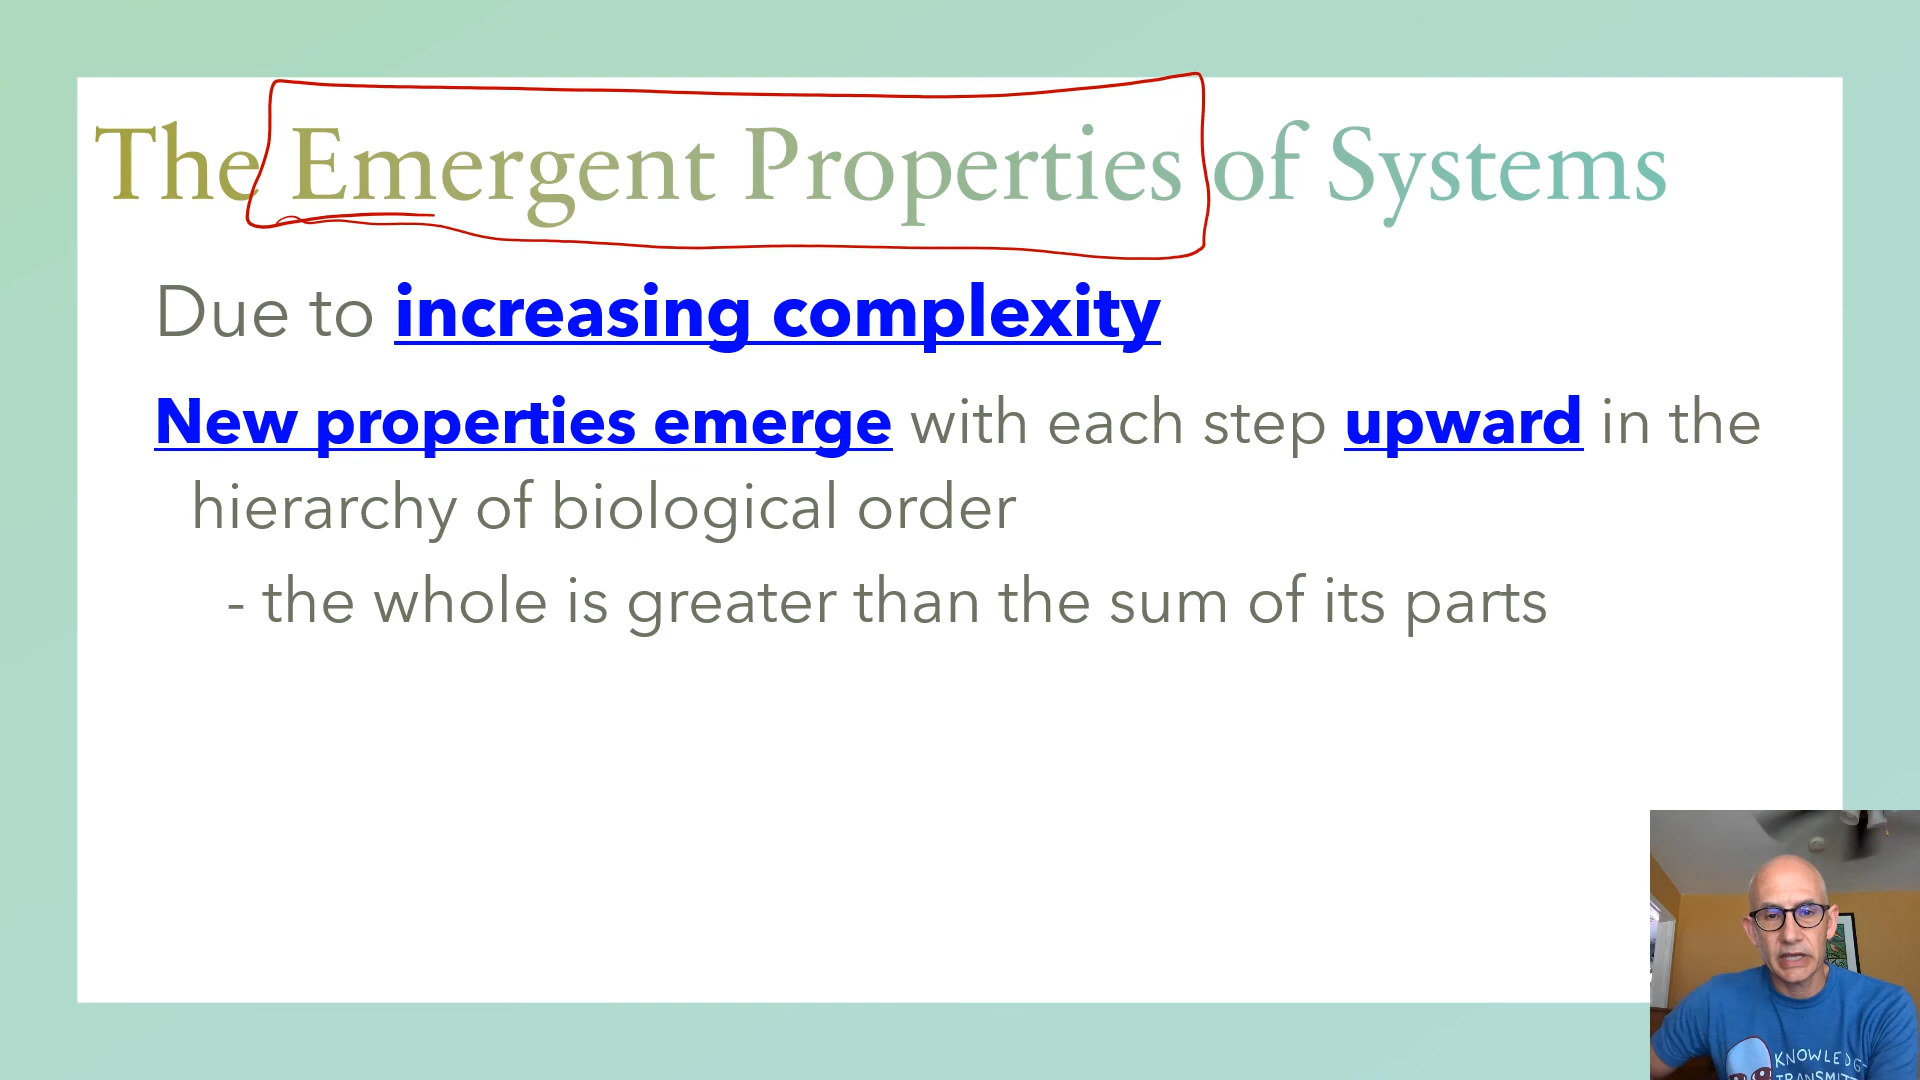 The Emergent Properties of Systems
Due to increasing complexity
New properties emerge with each step upward in the
hierarchy of biological order
- the whole is greater than the sum of its parts